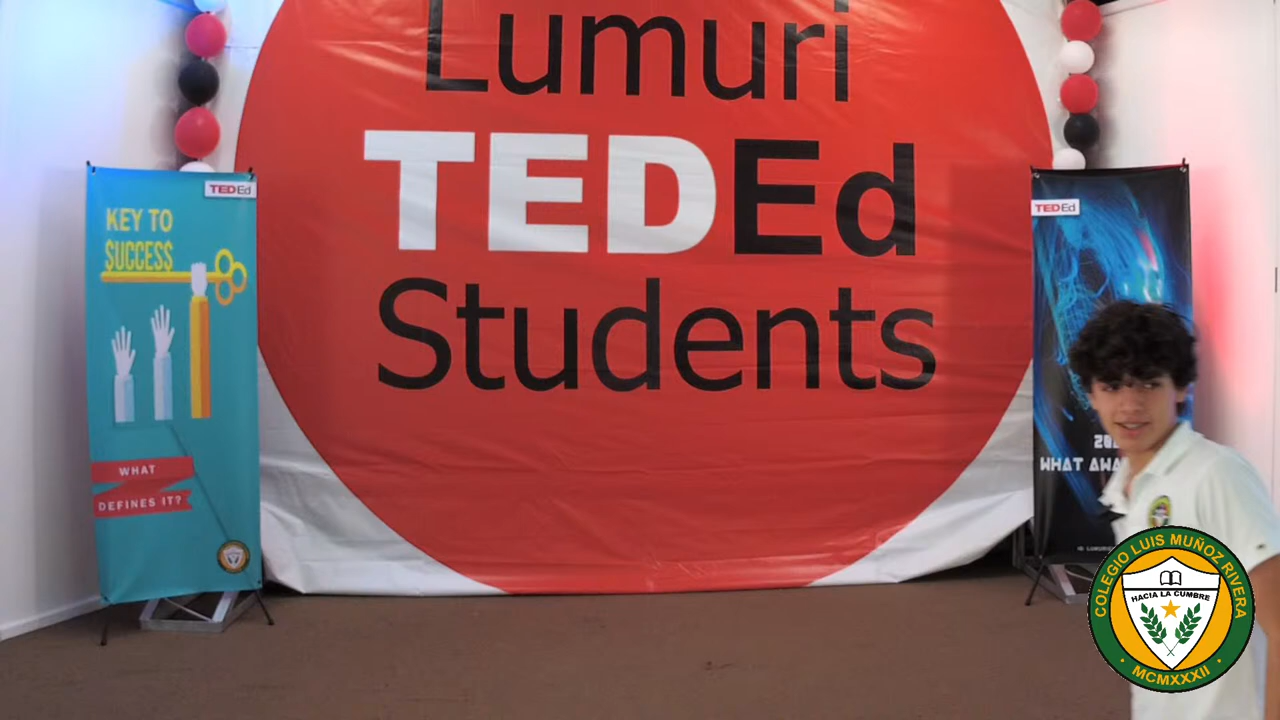 Lumuri
TEDEd
Students
TEDEd
KEY TO
$UCCE$$
WHAT
DEFINES IT?
TEDEd
WHAT AWA
COLEGIO LUIS MUÑOZ RIVERA
HACIA LA CUMBRE
MCMXXXII